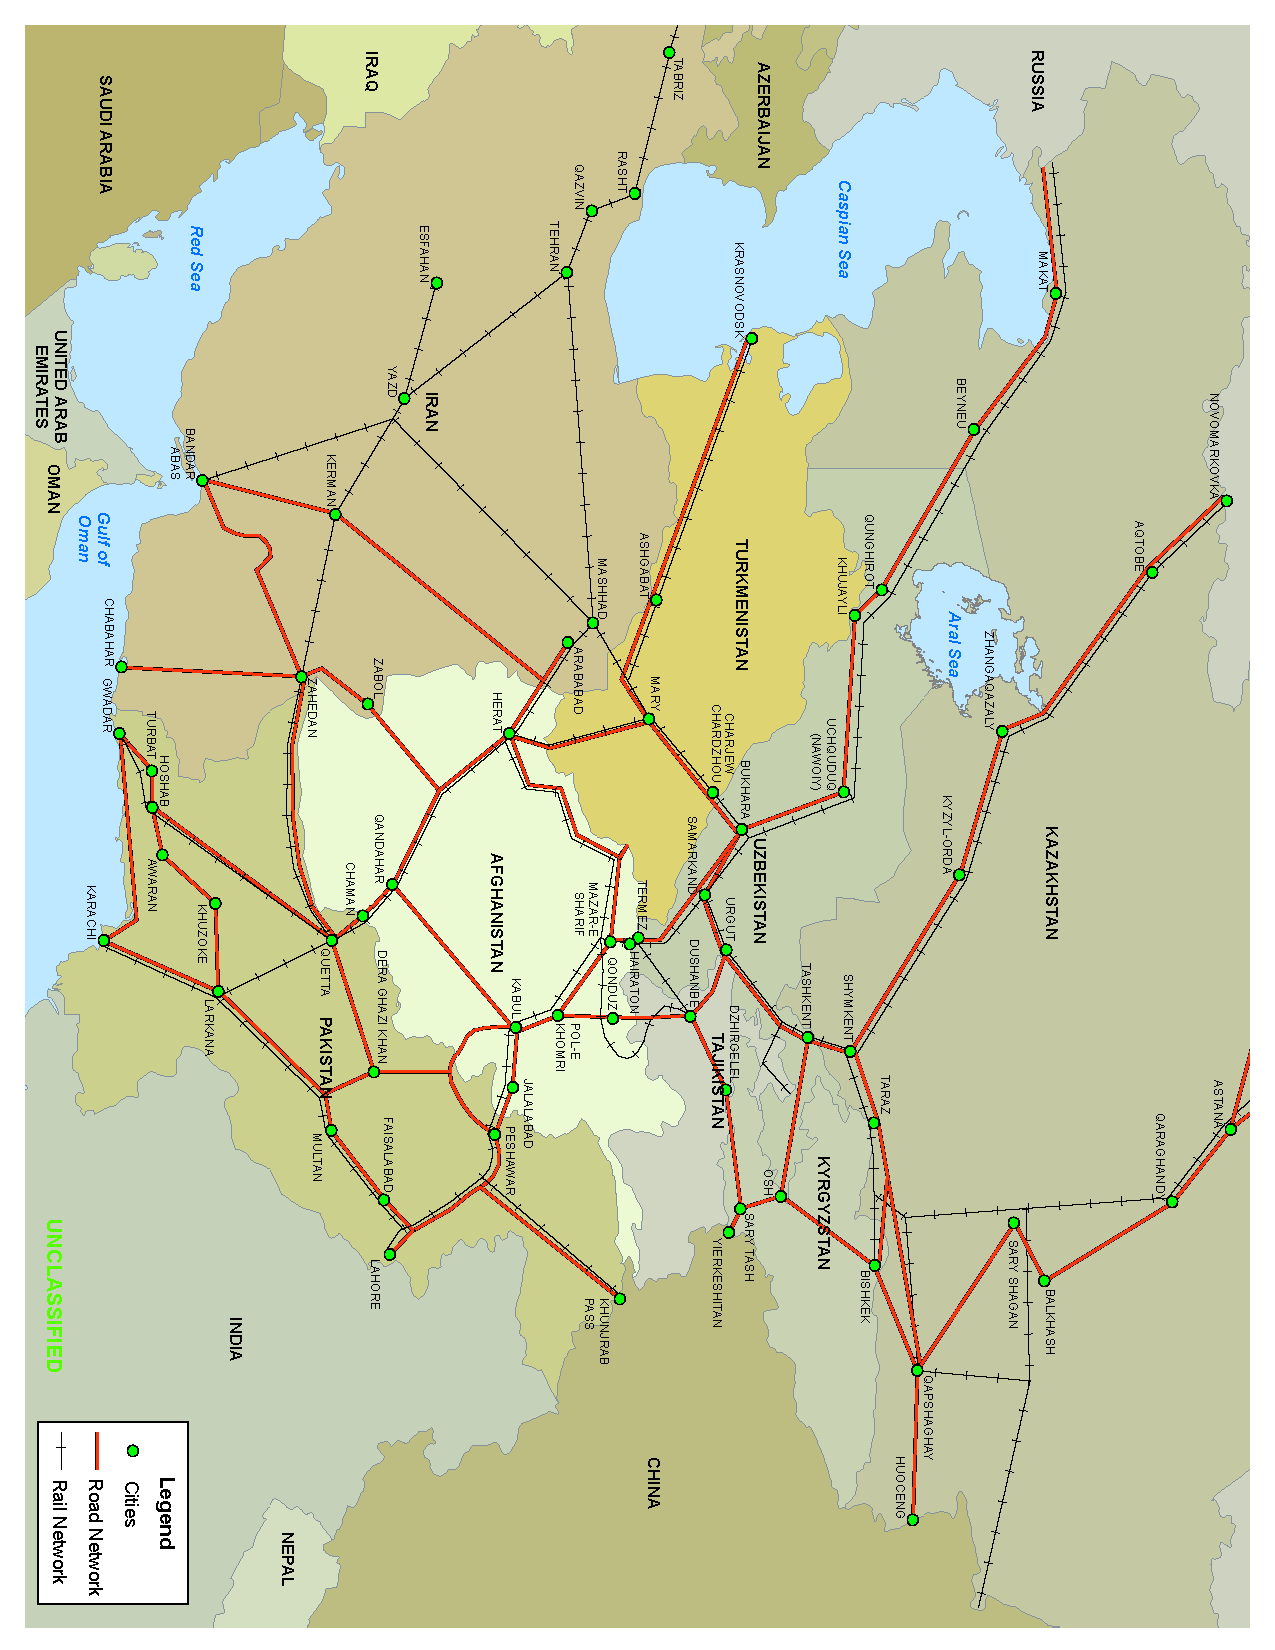 RUSSIA
NOVOMARKOVKA
AQTOBE
MAKAT
BEYNEU
AZERBAIJAN
Caspian Sea
TABRIZ
RASHT
QAZVIN
TEHRAN
IRAQ
SAUDI ARABIA
ESFAHAN
Red Sea
KRASNOVODSK
QUNGHIROT
KHUJAYLI
Aral Sea
ZHANGAQAZALY
KYZYL-ORDA
KAZAKHSTAN
ASTANA
QARAGHANDY
BALKHASH
SARY SHAGAN
SHYMKENT
TARAZ
TASHKENT
UCHQUDUQ
(NAWOIY)
BUKHARA
UZBEKISTAN
CHARJEW
CHARDZHOU
SAMARKAND
URGUT
TURKMENISTAN
ASHGABAT
MARY
MASHHAD
ARABABAD
YAZD
IRAN
KERMAN
BANDAR
ABAS
UNITED ARAB
EMIRATES
OMAN
Gulf of
Oman
CHABAHAR
GWADAR
TURBAT
HOSHAB
AWARAN
KHUZOKE
KARACHI
LARKANA
ZAHEDAN
ZABOL
HERAT
QANDAHAR
CHAMAN
QUETTA
DERA GHAZI KHAN
AFGHANISTAN
MAZAR-E
SHARIF
TERMEZ
HAIRATON
QONDUZ
POL-E
KHOMRI
KABUL
JALALABAD
PESHAWAR
DUSHANBE
DZHIRGELEL
TAJIKISTAN
OSH
SARY TASH
YIERKESHITAN
KYRGYZSTAN
BISHKEK
QAPSHAGHAY
HUOCENG
PAKISTAN
MULTAN
FAISALABAD
LAHORE
KHUNJRAB
PASS
INDIA
CHINA
NEPAL
UNCLASSIFIED
Legend
Cities
Road Network
Rail Network